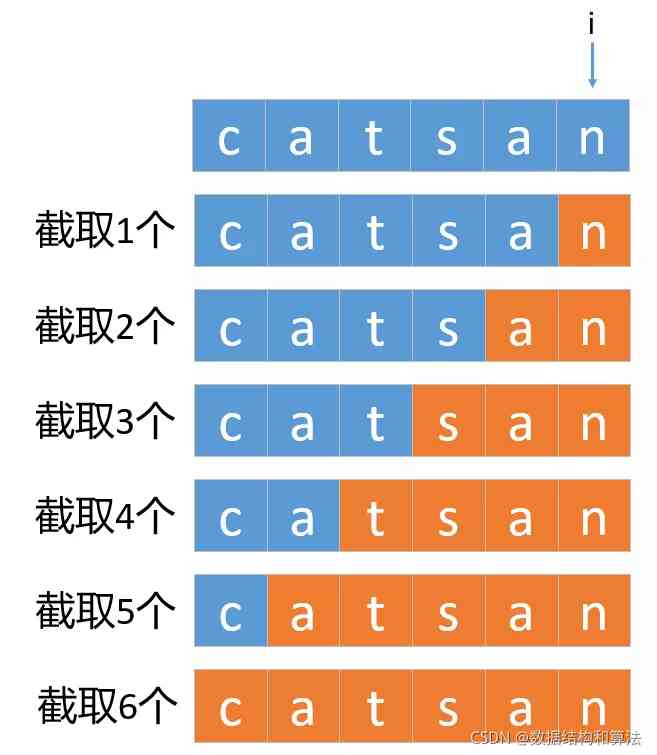 i
c a t s a n
截取1个 c a t s a n
截取2个 c a t s a n
截取3个 c a t s a n
截取4个 c a t s a n
截取5个 c a t s a n
截取6个 c a t s a n
CSDN @数据结构和算法